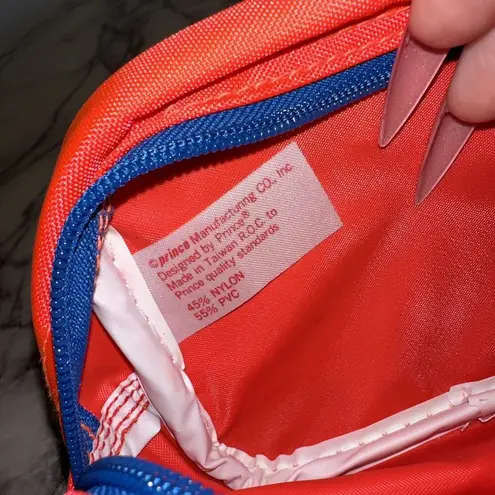 ©prince Manufacturing CO., Inc.
Designed by Prince®
Made in Taiwan R.O.C. to
Prince quality standards
45% NYLON
55% PVC